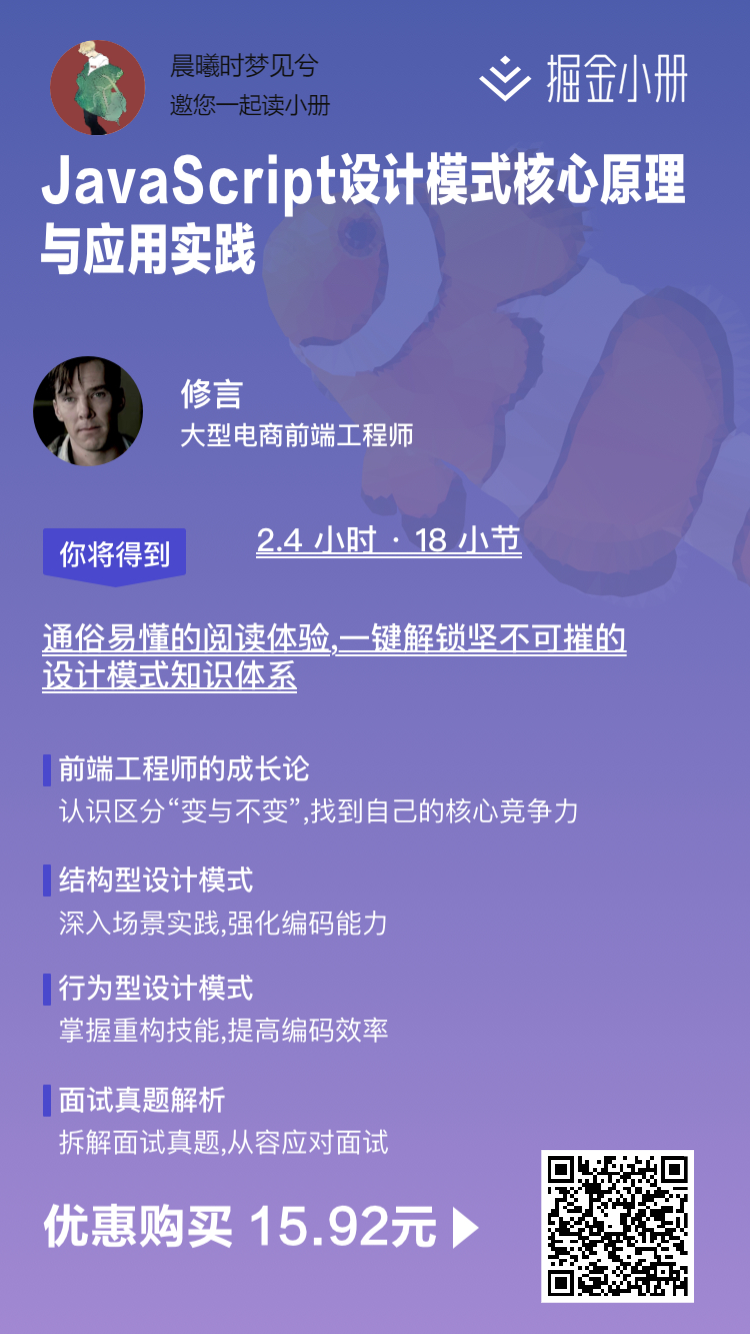 晨曦时梦见兮
邀您一起读小册
掘金小册
JavaScript设计模式核心原理
与应用实践
修言
大型电商前端工程师
你将得到
2.4 小时 · 18 小节
通俗易懂的阅读体验,一键解锁坚不可摧的
设计模式知识体系
前端工程师的成长论
认识区分“变与不变”,找到自己的核心竞争力
结构型设计模式
深入场景实践,强化编码能力
行为型设计模式
掌握重构技能,提高编码效率
面试真题解析
拆解面试真题,从容应对面试
优惠购买 15.92元